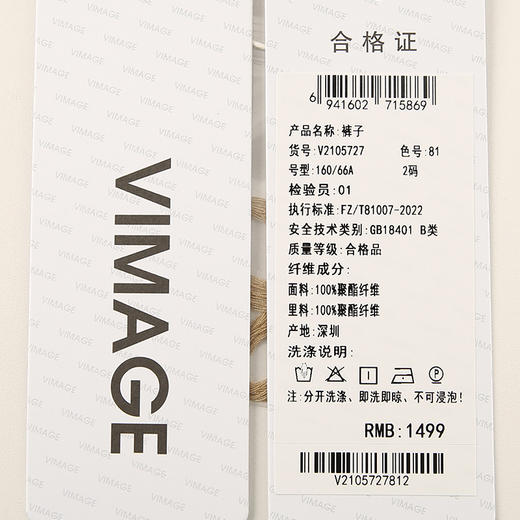 VIMAGE
合格证
6 941602 715869
产品名称:裤子
货号:V2105727 色号:81
号型:160/66A 2码
检验员:01
执行标准:FZ/T81007-2022
安全技术类别:GB18401 B类
质量等级:合格品
纤维成分:
面料:100%聚酯纤维
里料:100%聚酯纤维
产地:深圳
洗涤说明:
注:分开洗涤、即洗即晾、不可浸泡!
RMB:1499
V2105727812